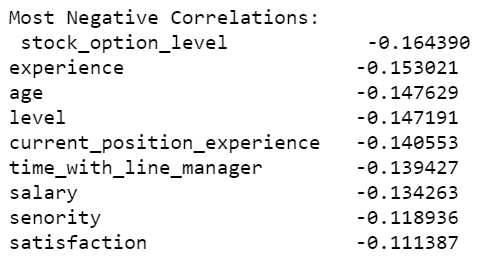 Most Negative Correlations:
stock_option_level -0.164390
experience -0.153021
age -0.147629
level -0.147191
current_position_experience -0.140553
time_with_line_manager -0.139427
salary -0.134263
senority -0.118936
satisfaction -0.111387